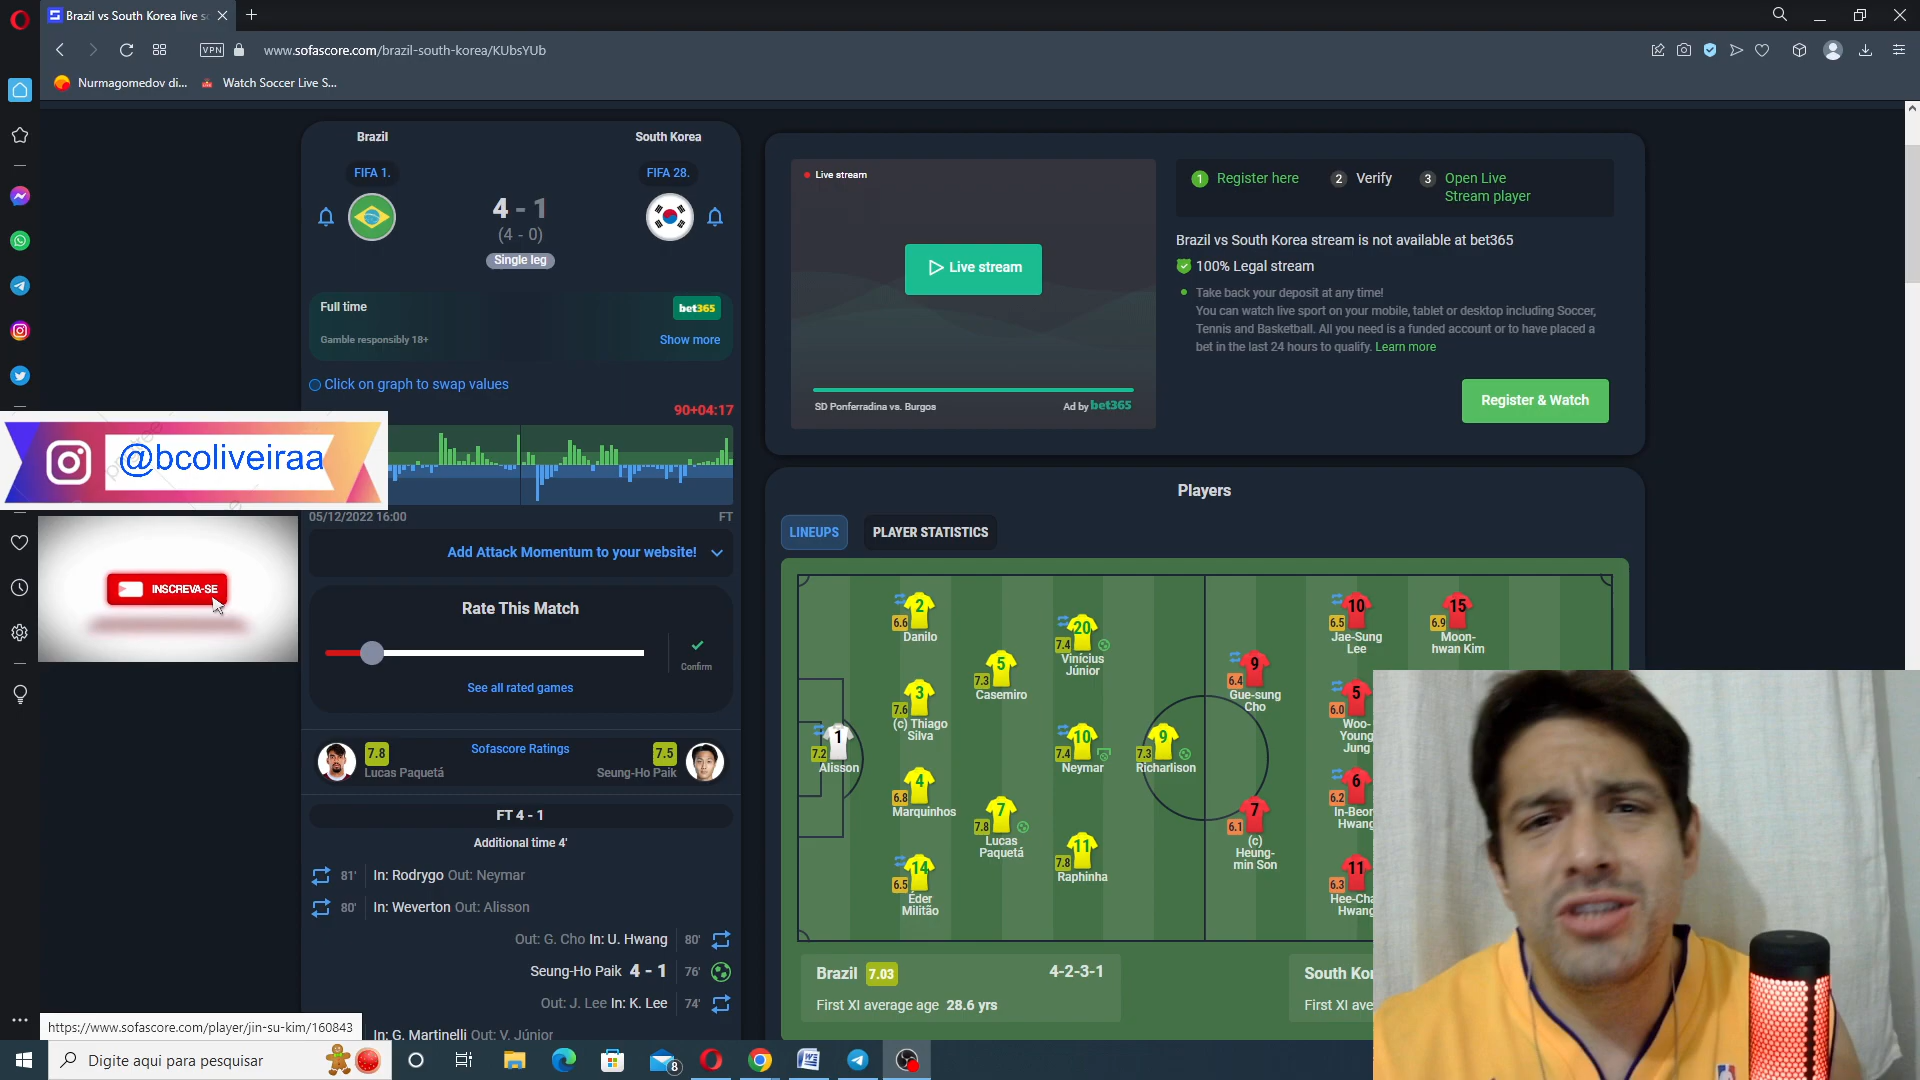 Brazil vs South Korea live sc
www.sofascore.com/brazil-south-korea/KUbsYUb
VPN
Nurmagomedov di...
Watch Soccer Live S...
Brazil
South Korea
FIFA 1.
FIFA 28.
4 - 1
(4 - 0)
Single leg
Full time
bet365
Gamble responsibly 18+
Show more
Click on graph to swap values
90+04:17
@bcoliveiraa
05/12/2022 16:00
FT
Add Attack Momentum to your website!
INSCREVA-SE
Rate This Match
Confirm
See all rated games
7.8
Lucas Paquetá
Sofascore Ratings
7.5
Seung-Ho Paik
FT 4 - 1
Additional time 4'
81' In: Rodrygo Out: Neymar
80' In: Weverton Out: Alisson
Out: G. Cho In: U. Hwang 80'
Seung-Ho Paik 4 - 1 76'
Out: J. Lee In: K. Lee 74'
In: G. Martinelli Out: V. Júnior
https://www.sofascore.com/player/jin-su-kim/160843
Live stream
Live stream
SD Ponferradina vs. Burgos
Ad by bet365
1 Register here
2 Verify
3 Open Live
Stream player
Brazil vs South Korea stream is not available at bet365
100% Legal stream
Take back your deposit at any time!
You can watch live sport on your mobile, tablet or desktop including Soccer,
Tennis and Basketball. All you need is a funded account or to have placed a
bet in the last 24 hours to qualify. Learn more
Register & Watch
Players
LINEUPS
PLAYER STATISTICS
1
7.2
Alisson
2
6.6
Danilo
3
7.6
(c) Thiago
Silva
4
6.8
Marquinhos
14
6.5
Éder
Militão
5
7.3
Casemiro
7
7.8
Lucas
Paquetá
20
7.4
Vinícius
Júnior
10
7.4
Neymar
11
7.8
Raphinha
9
7.3
Richarlison
9
6.4
Gue-sung
Cho
7
6.1
(c)
Heung-
min Son
10
6.5
Jae-Sung
Lee
5
6.0
Woo-
Young
Jung
6
6.2
In-Beor
Hwang
11
6.3
Hee-Cha
Hwang
15
6.9
Moon-
hwan Kim
Brazil 7.03
4-2-3-1
First XI average age 28.6 yrs
South Kor
First XI ave
Digite aqui para pesquisar
8